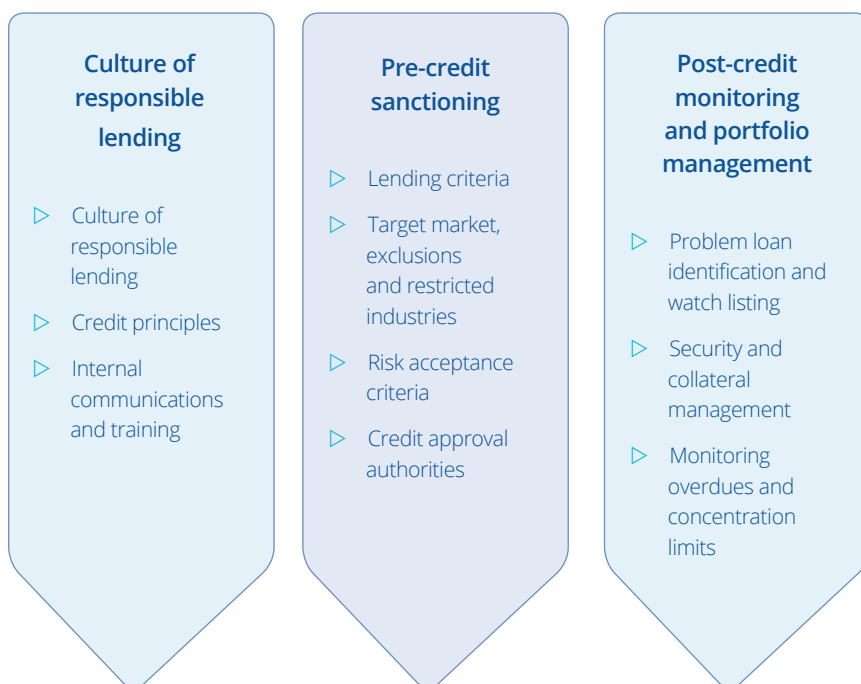 Culture of
responsible
lending
Culture of
responsible
lending
Credit principles
Internal
communications
and training
Pre-credit
sanctioning
Lending criteria
Target market,
exclusions
and restricted
industries
Risk acceptance
criteria
Credit approval
authorities
Post-credit
monitoring
and portfolio
management
Problem loan
identification and
watch listing
Security and
collateral
management
Monitoring
overdues and
concentration
limits